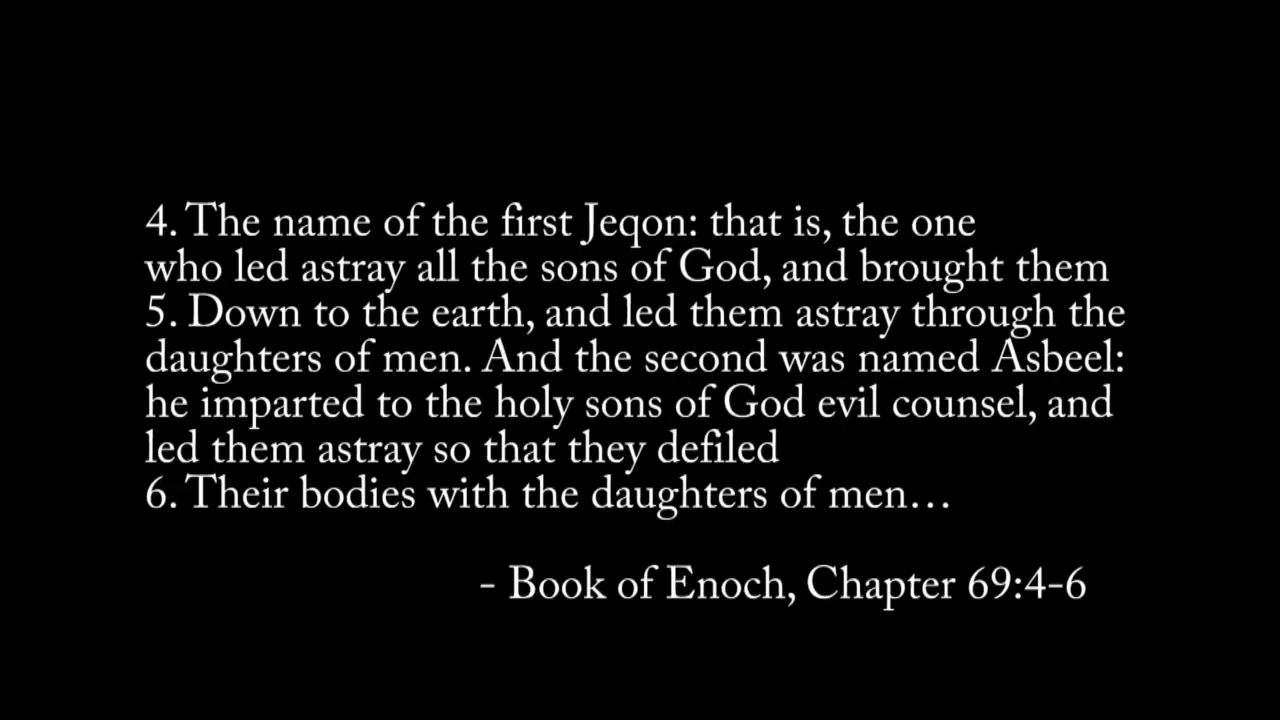 4. The name of the first Jeqon: that is, the one
who led astray all the sons of God, and brought them
5. Down to the earth, and led them astray through the
daughters of men. And the second was named Asbeel:
he imparted to the holy sons of God evil counsel, and
led them astray so that they defiled
6. Their bodies with the daughters of men...
- Book of Enoch, Chapter 69:4-6